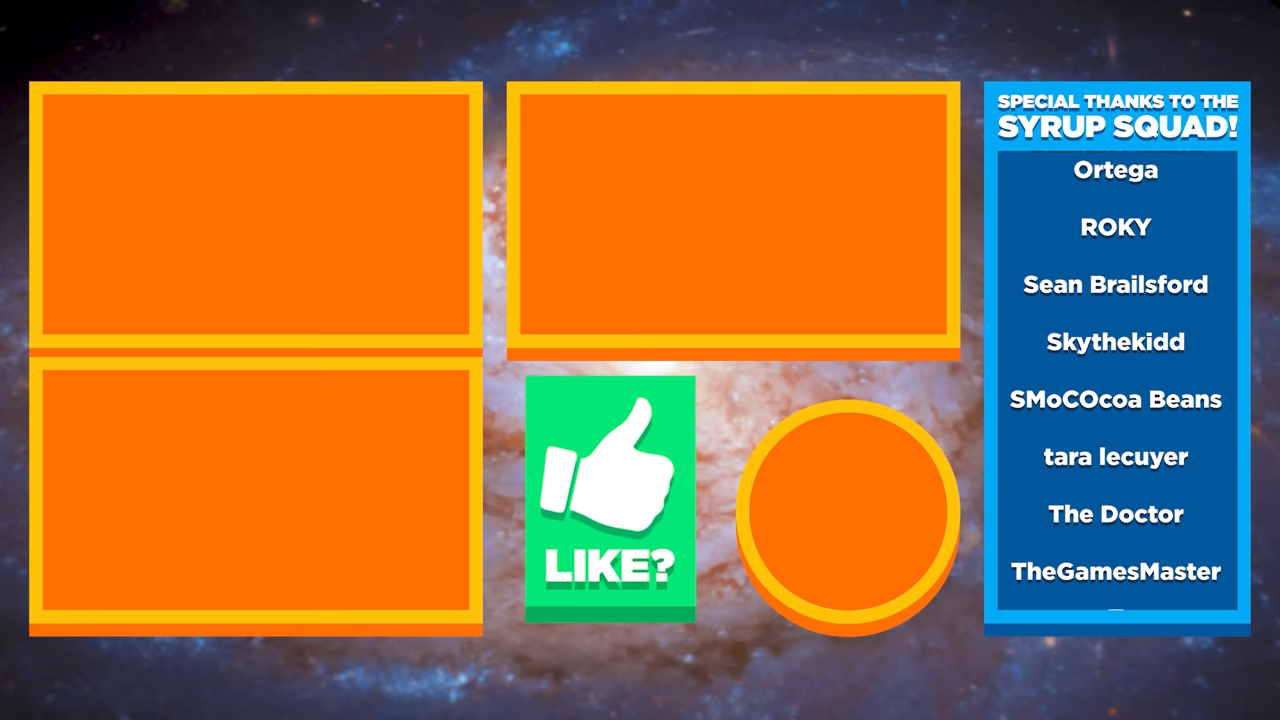 SPECIAL THANKS TO THE
SYRUP SQUAD!
Ortega
ROKY
Sean Brailsford
Skythekidd
SMoCOcoa Beans
tara lecuyer
The Doctor
TheGamesMaster
LIKE?